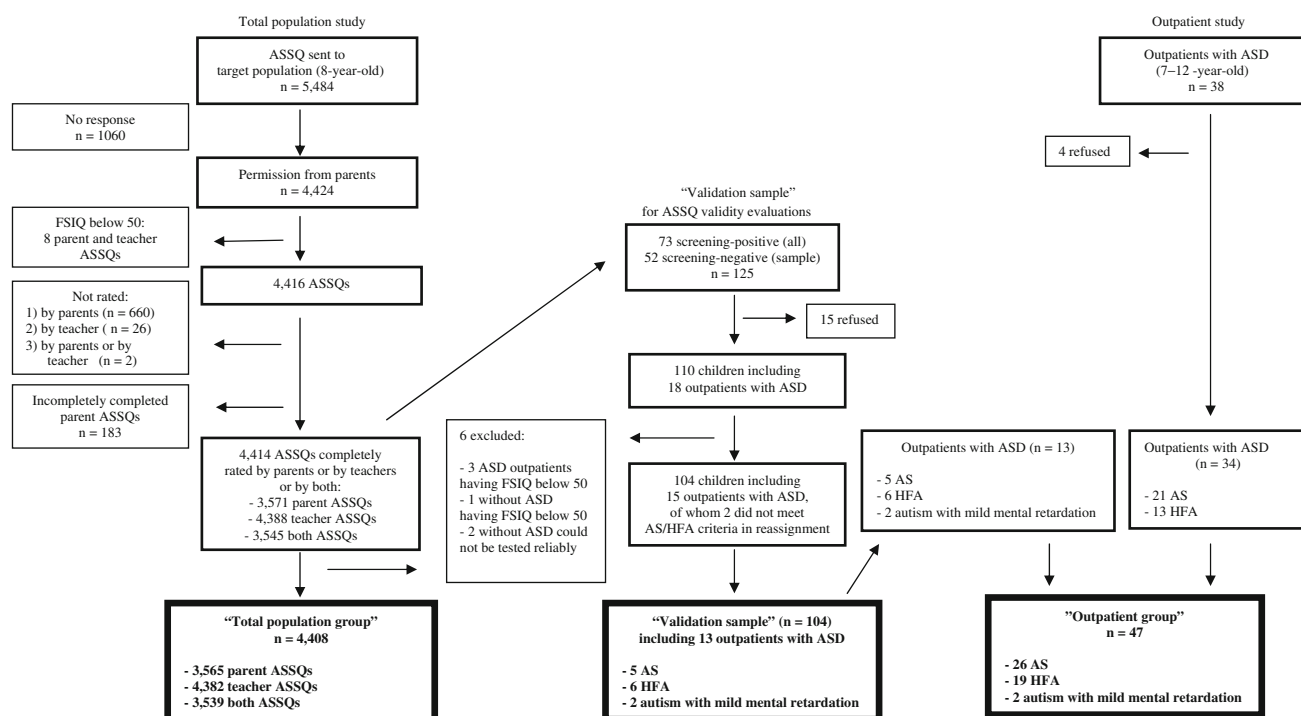 Total population study
ASSQ sent to
target population (8-year-old)
n = 5,484
No response
n = 1060
Permission from parents
n = 4,424
FSIQ below 50:
8 parent and teacher
ASSQs
4,416 ASSQs
Not rated:
1) by parents (n = 660)
2) by teacher ( n = 26)
3) by parents or by
teacher (n = 2)
Incompletely completed
parent ASSQs
n = 183
4,414 ASSQs completely
rated by parents or by teachers
or by both:
- 3,571 parent ASSQs
- 4,388 teacher ASSQs
- 3,545 both ASSQs
"Total population group"
n = 4,408
- 3,565 parent ASSQs
- 4,382 teacher ASSQs
- 3,539 both ASSQs
6 excluded:
- 3 ASD outpatients
having FSIQ below 50
- 1 without ASD
having FSIQ below 50
- 2 without ASD could
not be tested reliably
"Validation sample"
for ASSQ validity evaluations
73 screening-positive (all)
52 screening-negative (sample)
n = 125
15 refused
110 children including
18 outpatients with ASD
104 children including
15 outpatients with ASD,
of whom 2 did not meet
AS/HFA criteria in reassignment
"Validation sample" (n = 104)
including 13 outpatients with ASD
- 5 AS
- 6 HFA
- 2 autism with mild mental retardation
Outpatient study
Outpatients with ASD
(7–12 -year-old)
n = 38
4 refused
Outpatients with ASD (n = 13)
- 5 AS
- 6 HFA
- 2 autism with mild mental retardation
Outpatients with ASD
(n = 34)
- 21 AS
- 13 HFA
"Outpatient group"
n = 47
- 26 AS
- 19 HFA
- 2 autism with mild mental retardation